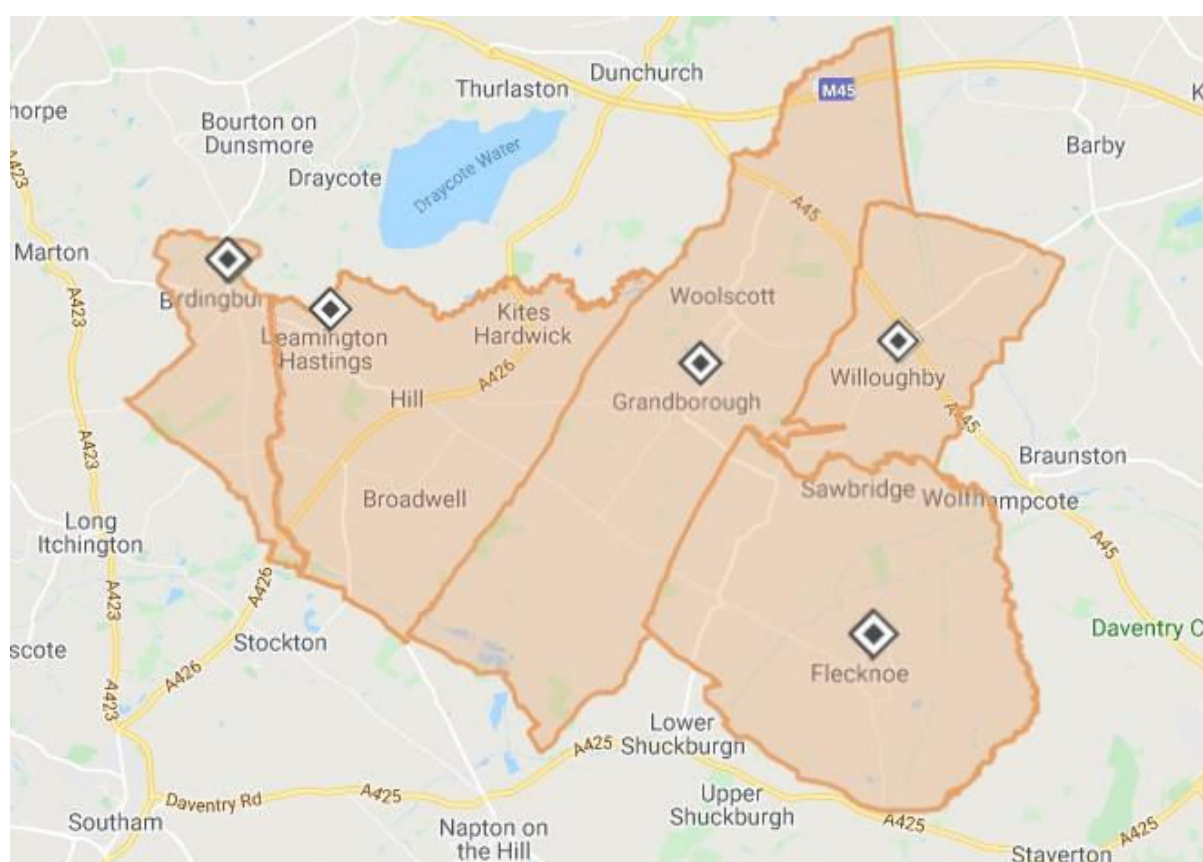 Dunchurch
Thurlaston
M45
Bourton on
Dunsmore
Barby
Draycote
Draycote Water
A423
A45
Marton
Woolscott
A423
Kites
Hardwick
Leamington
Hastings
Willoughby
A426
Hill
Grandborough
A45
A423
Braunston
Sawbridge
Broadwell
Long
Itchington
A45
A426
A423
Daventry C
Stockton
scote
Flecknoe
A426
A423
Lower
Shuckburgh
A425
Daventry Rd
A425
Upper
Shuckburgh
A425
Southam
Napton on
the Hill
A425
Staverton